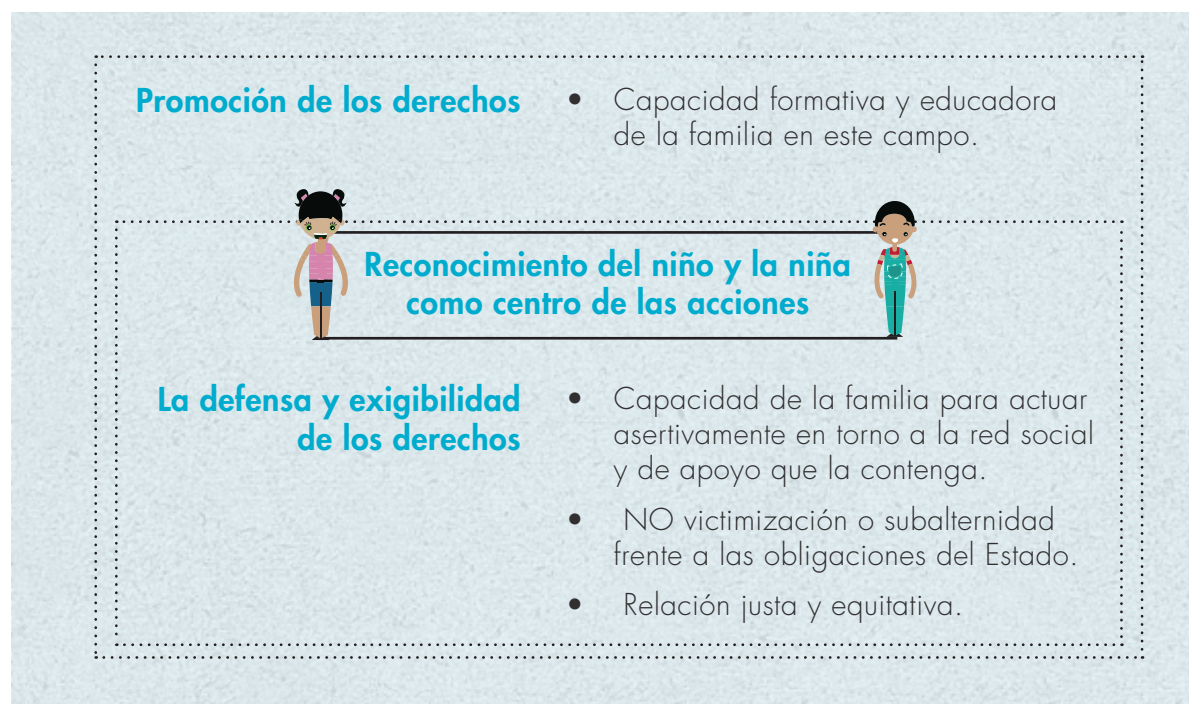 Promoción de los derechos
• Capacidad formativa y educadora
de la familia en este campo.
Reconocimiento del niño y la niña
como centro de las acciones
La defensa y exigibilidad
de los derechos
• Capacidad de la familia para actuar
asertivamente en torno a la red social
y de apoyo que la contenga.
• NO victimización o subalternidad
frente a las obligaciones del Estado.
• Relación justa y equitativa.